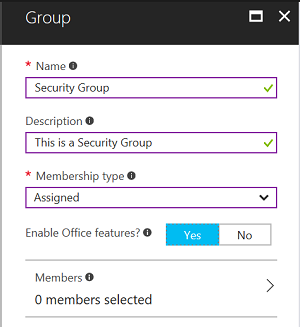 Group
* Name
Security Group
Description
This is a Security Group
* Membership type
Assigned
Enable Office features? Yes No
Members
0 members selected